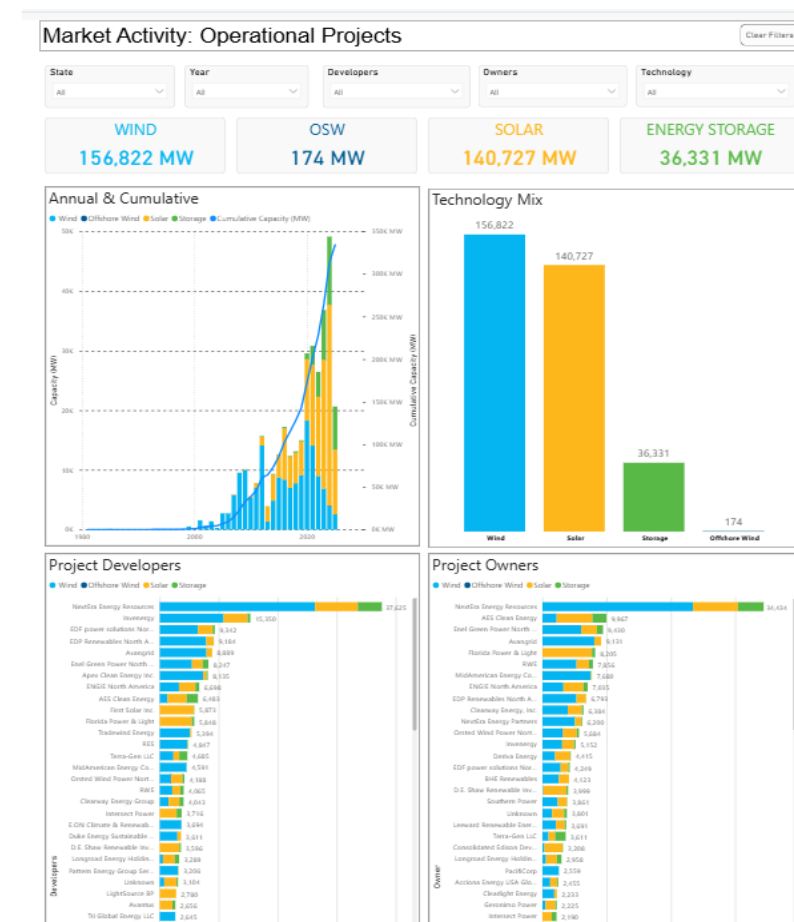 Market Activity: Operational Projects
Clear Filters
State Year Developers Owners Technology
All All All All All
WIND OSW SOLAR ENERGY STORAGE
156,822 MW 174 MW 140,727 MW 36,331 MW
Annual & Cumulative
Wind Offshore Wind Solar Storage Cumulative Capacity (MW)
50K 350K MW
300K MW
40K
250K MW
30K 200K MW
150K MW
20K
100K MW
10K
50K MW
0K 0K MW
1980 2000 2020
Capacity (MW)
Cumulative Capacity (MW)
Technology Mix
156,822
140,727
36,331
174
Wind Solar Storage Offshore Wind
Project Developers
Wind Offshore Wind Solar Storage
NextEra Energy Resources 37,625
Invenergy 15,350
EDF power solutions Nor... 9,342
EDP Renewables North A... 9,184
Avangrid 8,889
Enel Green Power North ... 8,247
Apex Clean Energy Inc. 8,135
ENGIE North America 6,698
AES Clean Energy 6,483
First Solar Inc. 5,873
Florida Power & Light 5,848
Tradewind Energy 5,394
RES 4,847
Terra-Gen LLC 4,685
MidAmerican Energy Co... 4,591
Orsted Wind Power Nort... 4,188
RWE 4,065
Clearway Energy Group 4,043
Intersect Power 3,716
E.ON Climate & Renewab... 3,694
Duke Energy Sustainable ... 3,611
D.E. Shaw Renewable Inv... 3,596
Longroad Energy Holdin... 3,288
Pattern Energy Group Ser... 3,208
Unknown 3,104
LightSource BP 2,780
Avantus 2,656
Tri Global Energy LLC 2,645
Developers
Project Owners
Wind Offshore Wind Solar Storage
NextEra Energy Resources 34,434
AES Clean Energy 9,967
Enel Green Power North ... 9,430
Avangrid 9,131
Florida Power & Light 8,205
RWE 7,856
MidAmerican Energy Co... 7,680
ENGIE North America 7,035
EDP Renewables North A... 6,793
Clearway Energy, Inc. 6,384
NextEra Energy Partners 6,200
Orsted Wind Power Nort... 5,684
Invenergy 5,152
Deriva Energy 4,415
EDF power solutions Nor... 4,249
BHE Renewables 4,123
D.E. Shaw Renewable Inv... 3,998
Southern Power 3,861
Unknown 3,801
Leeward Renewable Ener... 3,691
Terra-Gen LLC 3,611
Consolidated Edison Dev... 3,208
Longroad Energy Holdin... 2,958
PacifiCorp 2,559
Acciona Energy USA Glo... 2,455
Clearlight Energy 2,233
Geronimo Power 2,225
Intersect Power 2,190
Owner